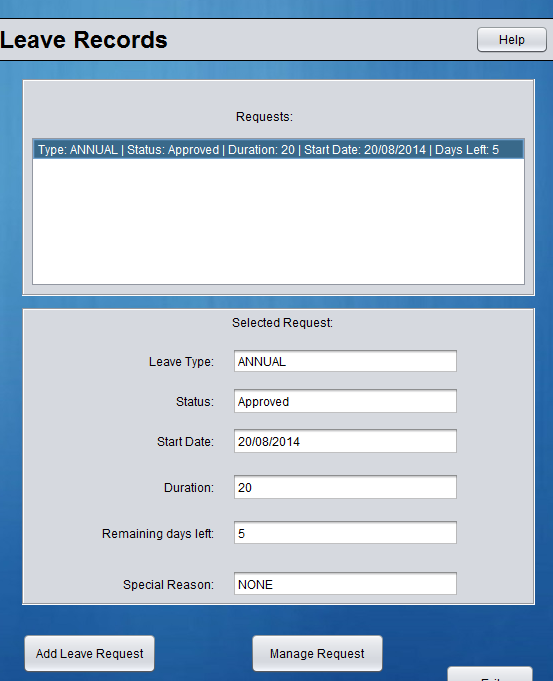 Leave Records
Help
Requests:
Type: ANNUAL | Status: Approved | Duration: 20 | Start Date: 20/08/2014 | Days Left: 5
Selected Request:
Leave Type: ANNUAL
Status: Approved
Start Date: 20/08/2014
Duration: 20
Remaining days left: 5
Special Reason: NONE
Add Leave Request
Manage Request